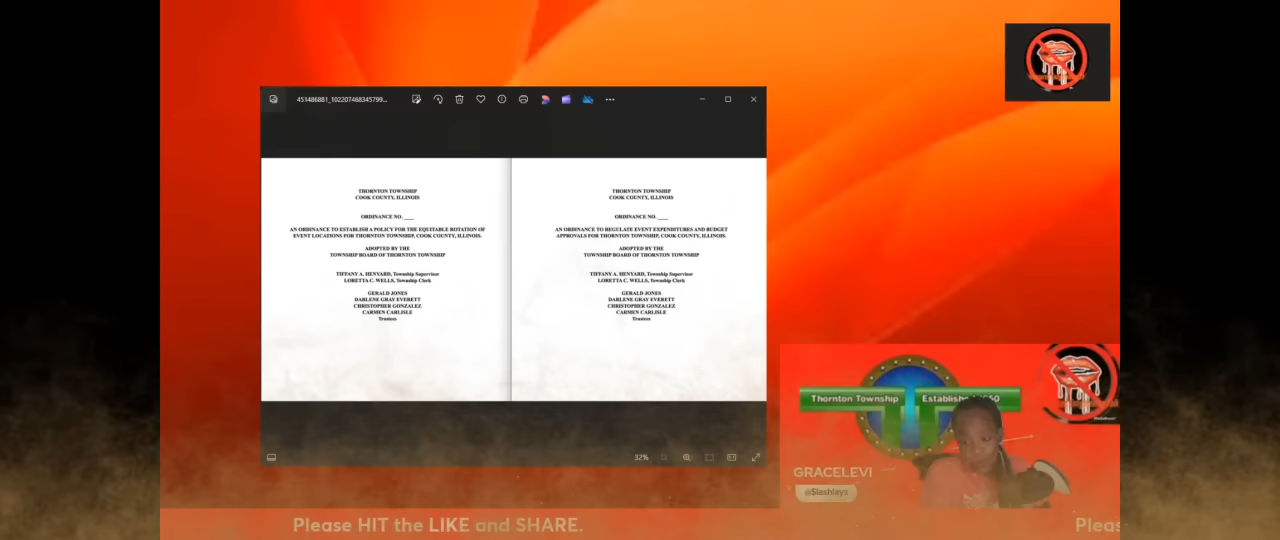 451486881_102207468345799...
THORNTON TOWNSHIP
COOK COUNTY, ILLINOIS
ORDINANCE NO. ___
AN ORDINANCE TO ESTABLISH A POLICY FOR THE EQUITABLE ROTATION OF
EVENT LOCATIONS FOR THORNTON TOWNSHIP, COOK COUNTY, ILLINOIS.
ADOPTED BY THE
TOWNSHIP BOARD OF THORNTON TOWNSHIP
TIFFANY A. HENYARD, Township Supervisor
LORETTA C. WELLS, Township Clerk
GERALD JONES
DARLENE GRAY EVERETT
CHRISTOPHER GONZALEZ
CARMEN CARLISLE
Trustees
THORNTON TOWNSHIP
COOK COUNTY, ILLINOIS
ORDINANCE NO. ___
AN ORDINANCE TO REGULATE EVENT EXPENDITURES AND BUDGET
APPROVALS FOR THORNTON TOWNSHIP, COOK COUNTY, ILLINOIS.
ADOPTED BY THE
TOWNSHIP BOARD OF THORNTON TOWNSHIP
TIFFANY A. HENYARD, Township Supervisor
LORETTA C. WELLS, Township Clerk
GERALD JONES
DARLENE GRAY EVERETT
CHRISTOPHER GONZALEZ
CARMEN CARLISLE
Trustees
32%
Thornton Township
GRACELEVI
@$lashlays
Please HIT the LIKE and SHARE.
Pleas